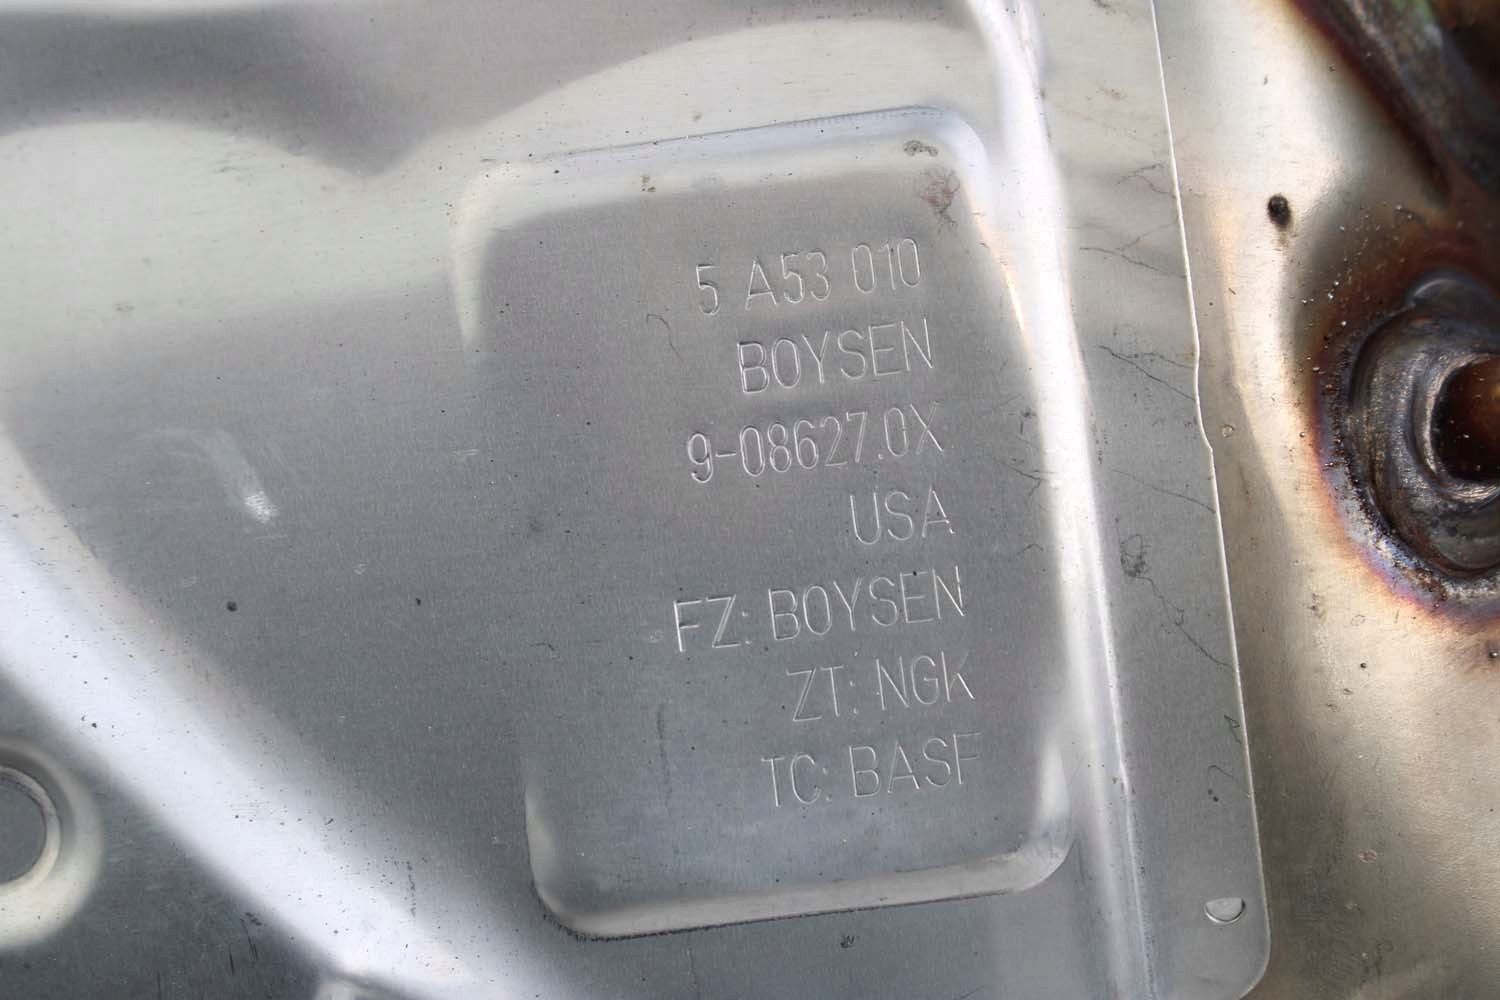 5 A53 010
BOYSEN
9-08627.0X
USA
FZ: BOYSEN
ZT: NGK
TC: BASF